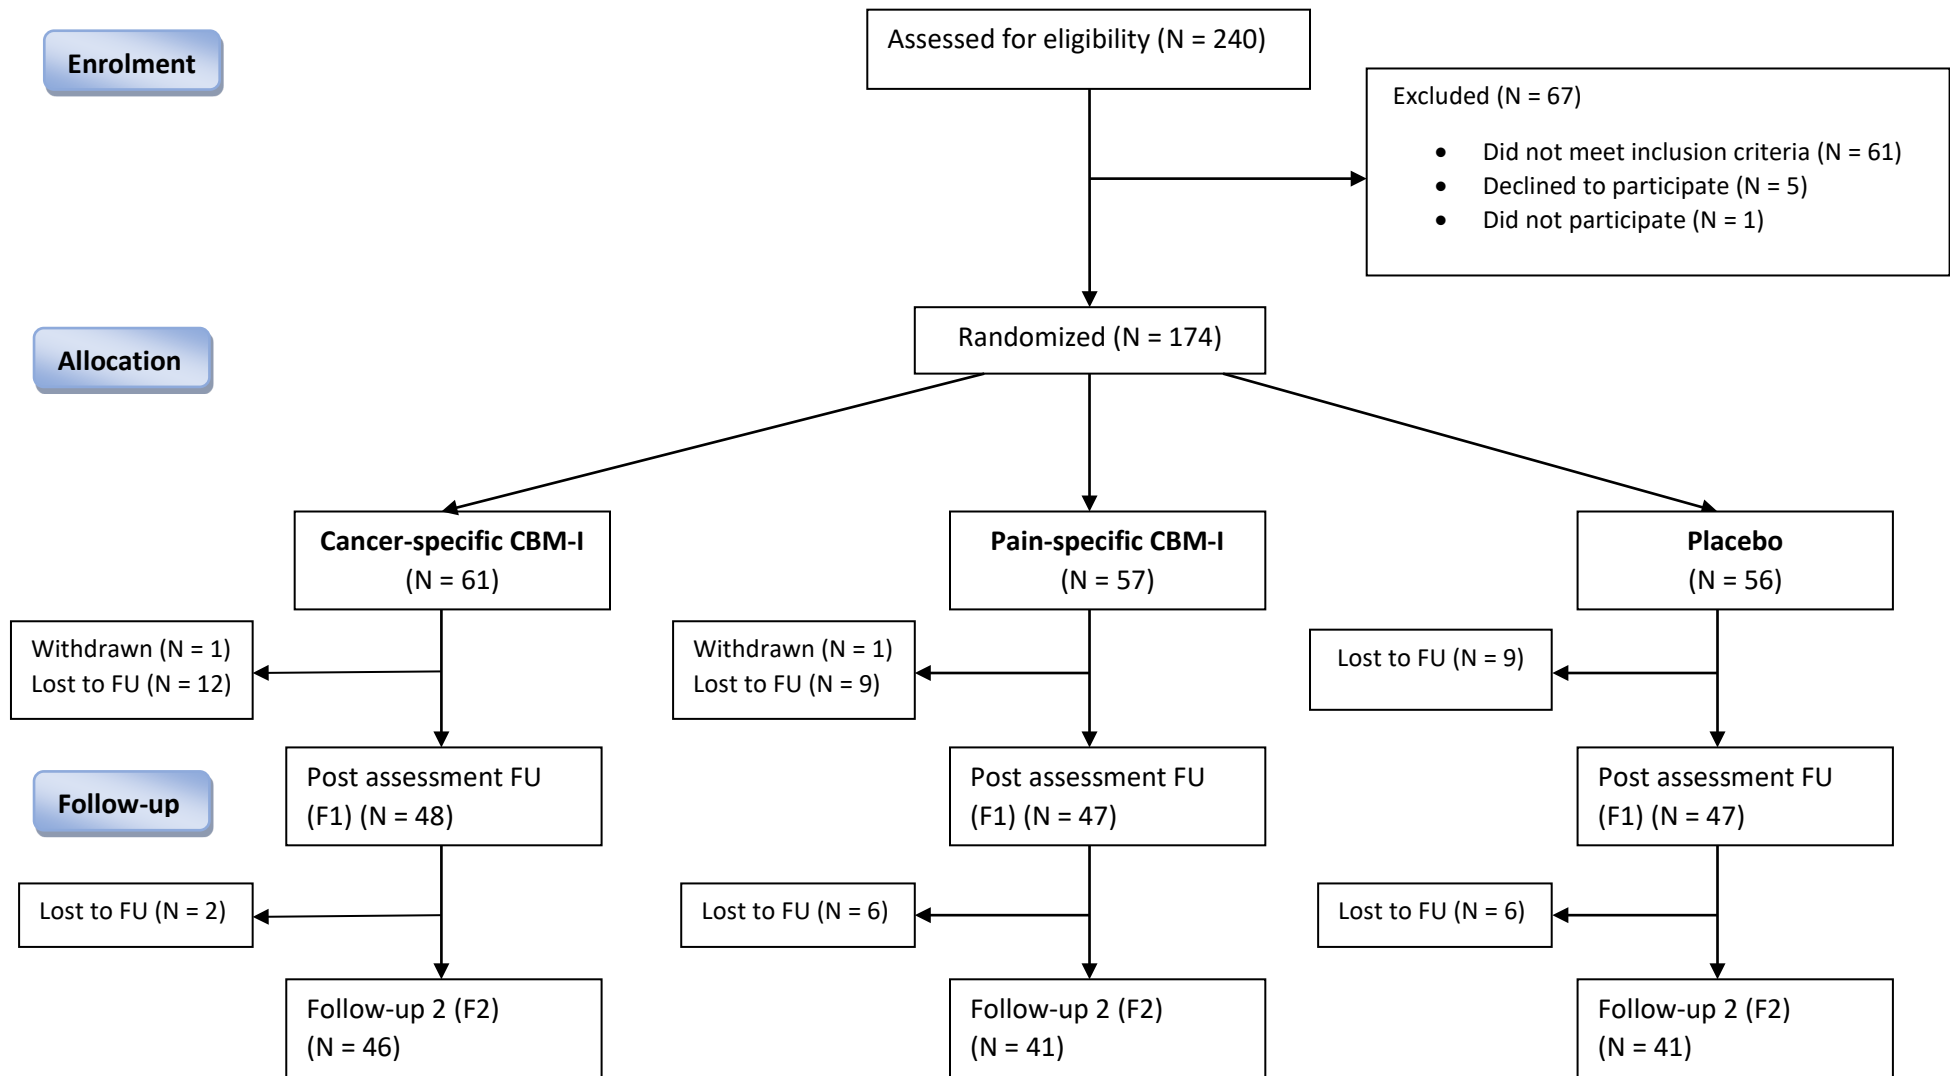 Enrolment
Assessed for eligibility (N = 240)
Excluded (N = 67)
• Did not meet inclusion criteria (N = 61)
• Declined to participate (N = 5)
• Did not participate (N = 1)
Allocation
Randomized (N = 174)
Cancer-specific CBM-I
(N = 61)
Pain-specific CBM-I
(N = 57)
Placebo
(N = 56)
Withdrawn (N = 1)
Lost to FU (N = 12)
Withdrawn (N = 1)
Lost to FU (N = 9)
Lost to FU (N = 9)
Follow-up
Post assessment FU
(F1) (N = 48)
Post assessment FU
(F1) (N = 47)
Post assessment FU
(F1) (N = 47)
Lost to FU (N = 2)
Lost to FU (N = 6)
Lost to FU (N = 6)
Follow-up 2 (F2)
(N = 46)
Follow-up 2 (F2)
(N = 41)
Follow-up 2 (F2)
(N = 41)